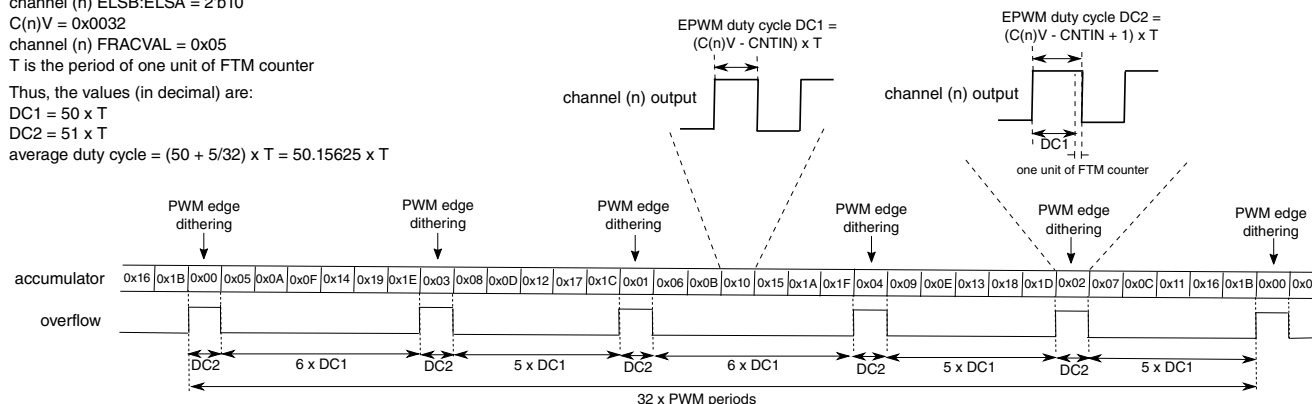 channel (n) ELSB:ELSA = 2'b10
C(n)V = 0x0032
channel (n) FRACVAL = 0x05
T is the period of one unit of FTM counter
Thus, the values (in decimal) are:
DC1 = 50 x T
DC2 = 51 x T
average duty cycle = (50 + 5/32) x T = 50.15625 x T
EPWM duty cycle DC1 =
(C(n)V - CNTIN) x T
channel (n) output
EPWM duty cycle DC2 =
(C(n)V - CNTIN + 1) x T
channel (n) output
DC1
one unit of FTM counter
PWM edge
dithering
PWM edge
dithering
PWM edge
dithering
PWM edge
dithering
PWM edge
dithering
PWM edge
dithering
accumulator 0x16 0x1B 0x00 0x05 0x0A 0x0F 0x14 0x19 0x1E 0x03 0x08 0x0D 0x12 0x17 0x1C 0x01 0x06 0x0B 0x10 0x15 0x1A 0x1F 0x04 0x09 0x0E 0x13 0x18 0x1D 0x02 0x07 0x0C 0x11 0x16 0x1B 0x00
overflow
DC2 6 x DC1 DC2 5 x DC1 DC2 6 x DC1 DC2 5 x DC1 DC2 5 x DC1
32 x PWM periods